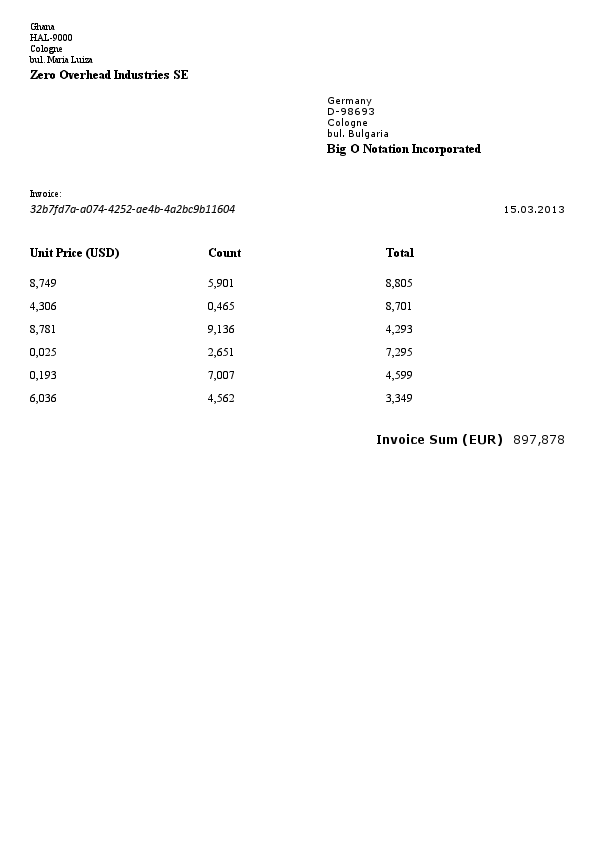 Ghana
HAL-9000
Cologne
bul. Maria Luiza
Zero Overhead Industries SE
Germany
D-98693
Cologne
bul. Bulgaria
Big O Notation Incorporated
Invoice:
32b7fd7a-a074-4252-ae4b-4a2bc9b11604 15.03.2013
Unit Price (USD) Count Total
8,749 5,901 8,805
4,306 0,465 8,701
8,781 9,136 4,293
0,025 2,651 7,295
0,193 7,007 4,599
6,036 4,562 3,349
Invoice Sum (EUR) 897,878